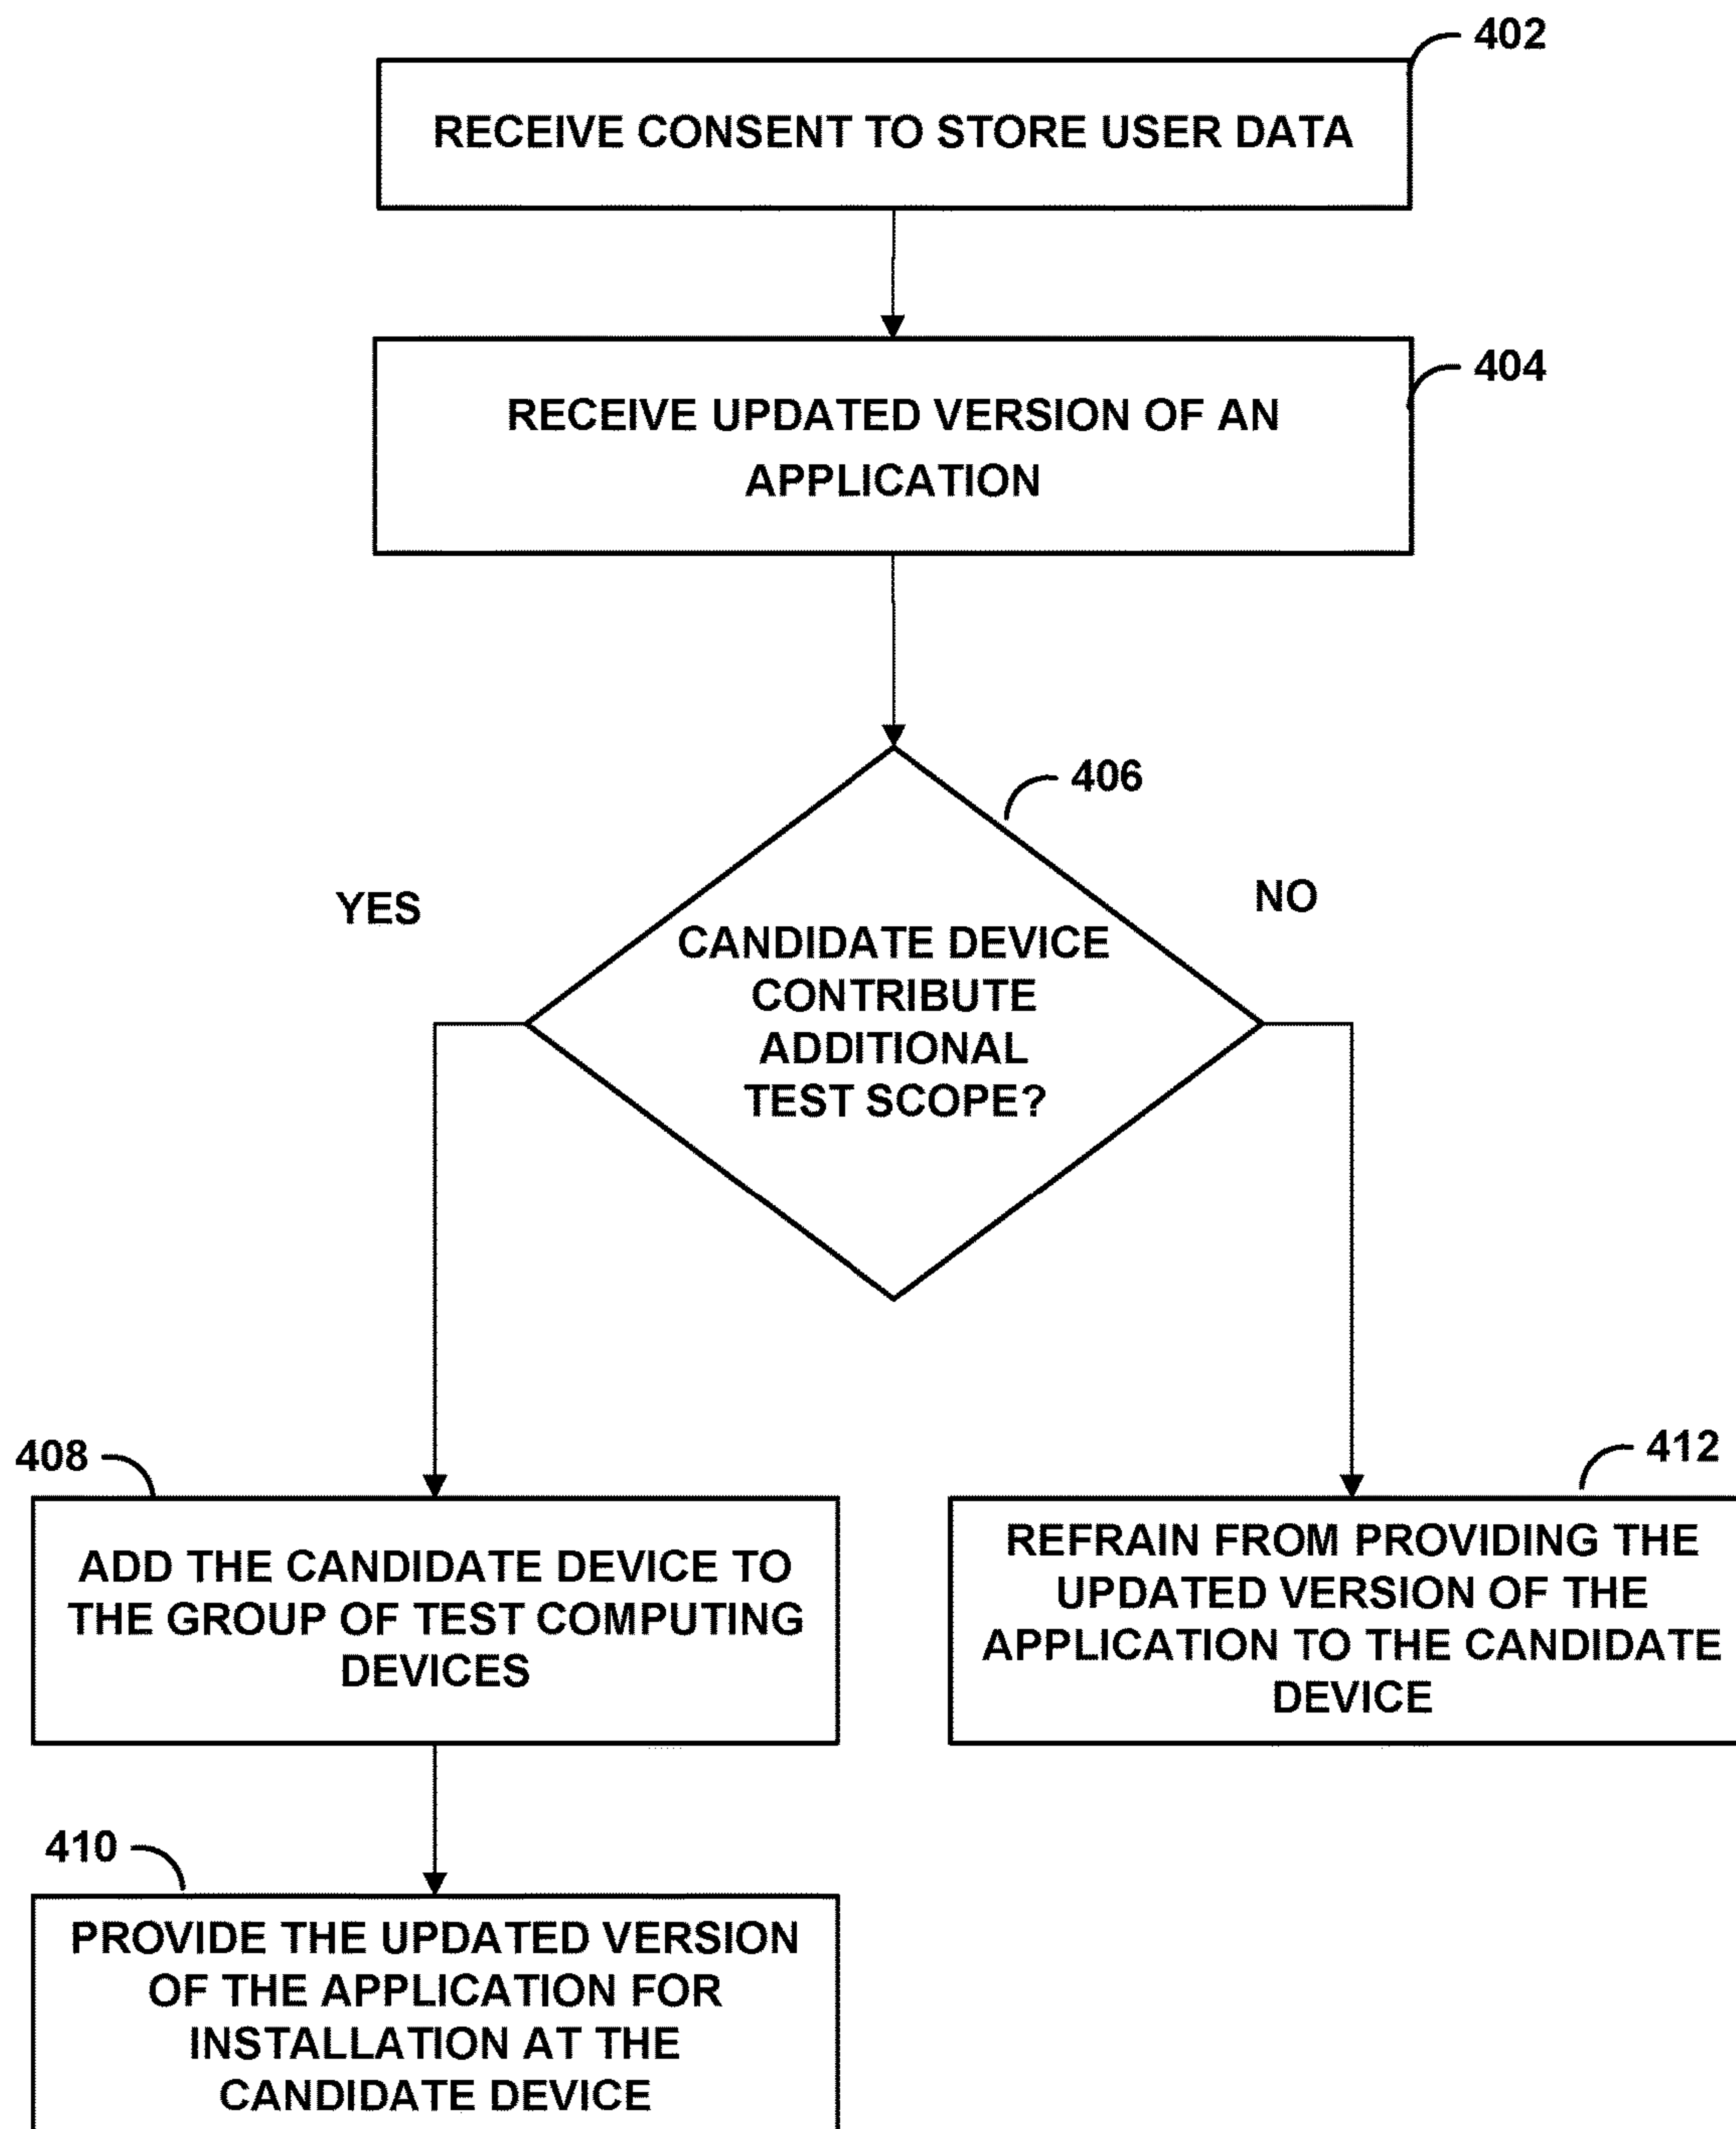 402
RECEIVE CONSENT TO STORE USER DATA
404
RECEIVE UPDATED VERSION OF AN
APPLICATION
406
YES
NO
CANDIDATE DEVICE
CONTRIBUTE
ADDITIONAL
TEST SCOPE?
408
ADD THE CANDIDATE DEVICE TO
THE GROUP OF TEST COMPUTING
DEVICES
412
REFRAIN FROM PROVIDING THE
UPDATED VERSION OF THE
APPLICATION TO THE CANDIDATE
DEVICE
410
PROVIDE THE UPDATED VERSION
OF THE APPLICATION FOR
INSTALLATION AT THE
CANDIDATE DEVICE